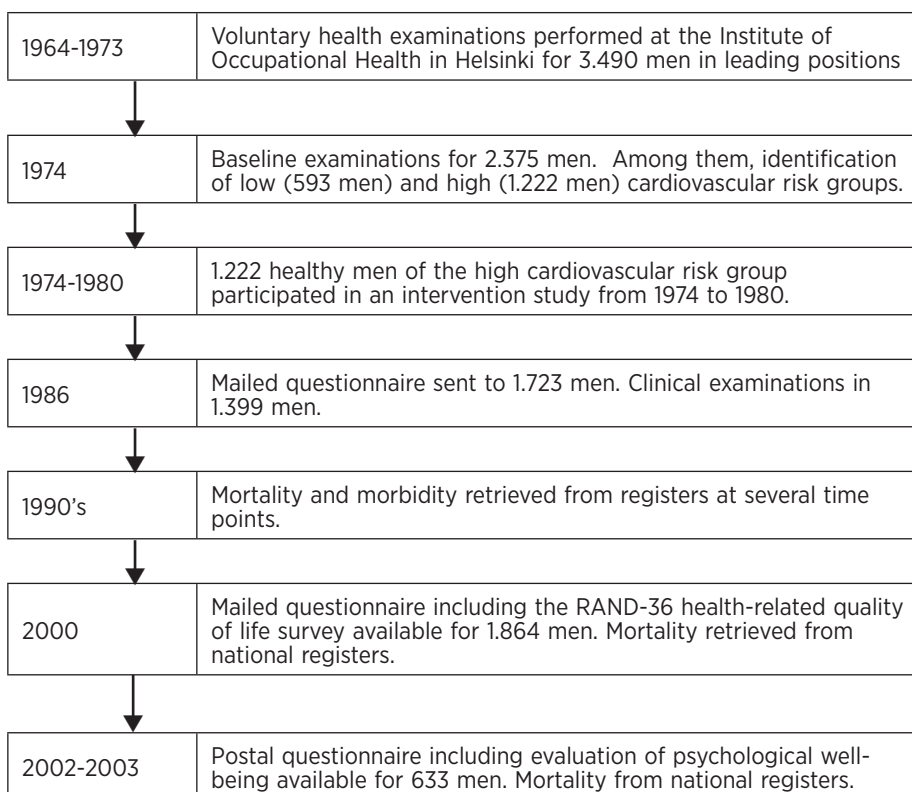 1964-1973
Voluntary health examinations performed at the Institute of
Occupational Health in Helsinki for 3.490 men in leading positions
1974
Baseline examinations for 2.375 men. Among them, identification
of low (593 men) and high (1.222 men) cardiovascular risk groups.
1974-1980
1.222 healthy men of the high cardiovascular risk group
participated in an intervention study from 1974 to 1980.
1986
Mailed questionnaire sent to 1.723 men. Clinical examinations in
1.399 men.
1990's
Mortality and morbidity retrieved from registers at several time
points.
2000
Mailed questionnaire including the RAND-36 health-related quality
of life survey available for 1.864 men. Mortality retrieved from
national registers.
2002-2003
Postal questionnaire including evaluation of psychological well-
being available for 633 men. Mortality from national registers.